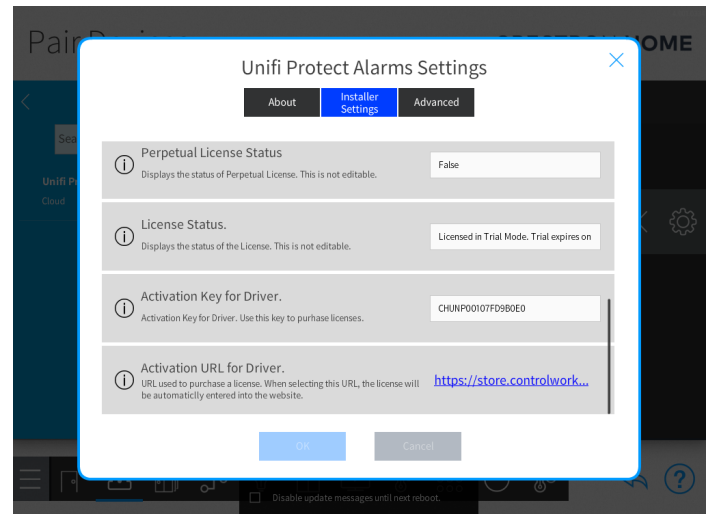 Pair
HOME
Unifi Protect Alarms Settings
About
Installer
Settings
Advanced
Sea
Unifi P
Cloud
Perpetual License Status
Displays the status of Perpetual License. This is not editable.
False
License Status.
Displays the status of the License. This is not editable.
Licensed in Trial Mode. Trial expires on
Activation Key for Driver.
Activation Key for Driver. Use this key to purhase licenses.
CHUNP00107FD9B0E0
Activation URL for Driver.
URL used to purchase a license. When selecting this URL, the license will
be automaticlly entered into the website.
https://store.controlwork...
OK
Cancel
Disable update messages until next reboot.